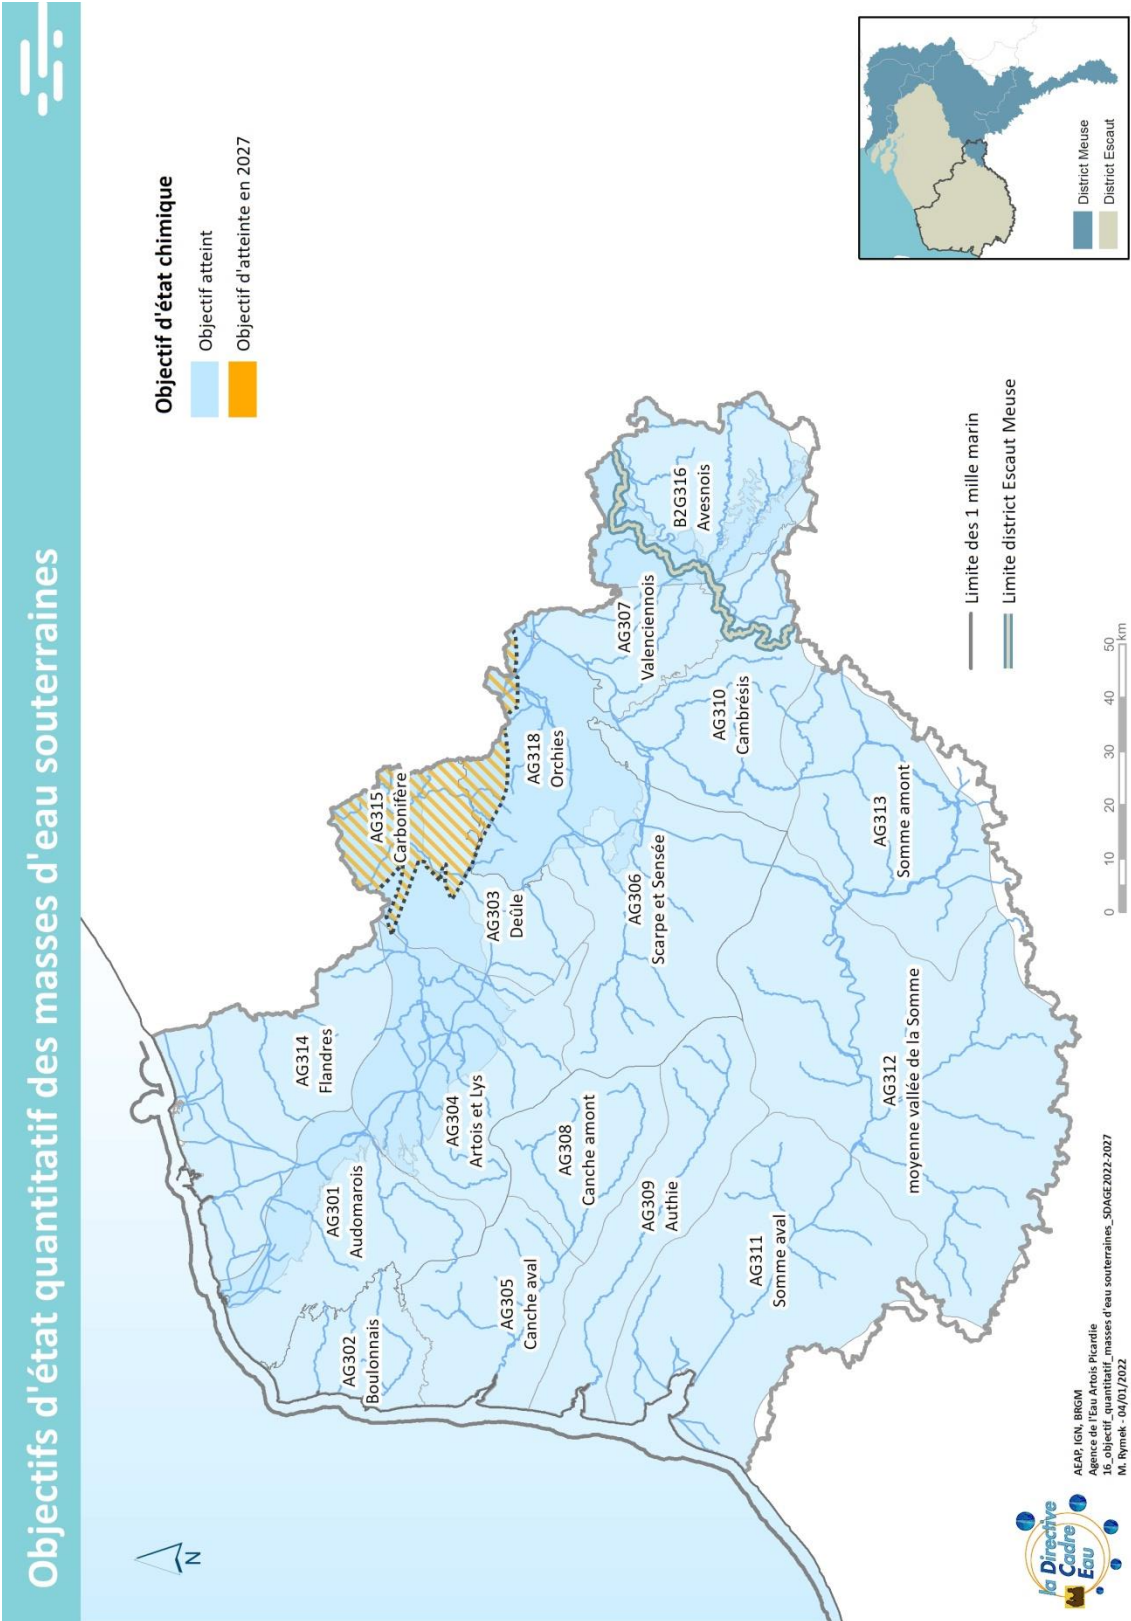 Objectifs d'état quantitatif des masses d'eau souterraines
N
Objectif d'état chimique
Objectif atteint
Objectif d'atteinte en 2027
AG302
Boulonnais
AG301
Audomarois
AG314
Flandres
AG315
Carbonifère
AG305
Canche aval
AG304
Artois et Lys
AG303
Deûle
AG318
Orchies
AG308
Canche amont
AG309
Authie
AG306
Scarpe et Sensée
AG307
Valenciennois
B2G316
Avesnois
AG310
Cambrésis
AG311
Somme aval
AG312
moyenne vallée de la Somme
AG313
Somme amont
Limite des 1 mille marin
Limite district Escaut Meuse
0 10 20 30 40 50
km
District Meuse
District Escaut
la Directive
Cadre
Eau
AEAP, IGN, BRGM
Agence de l'Eau Artois Picardie
16_objectif_quantitatif_masses d'eau souterraines_SDAGE2022-2027
M. Rymek - 04/01/2022